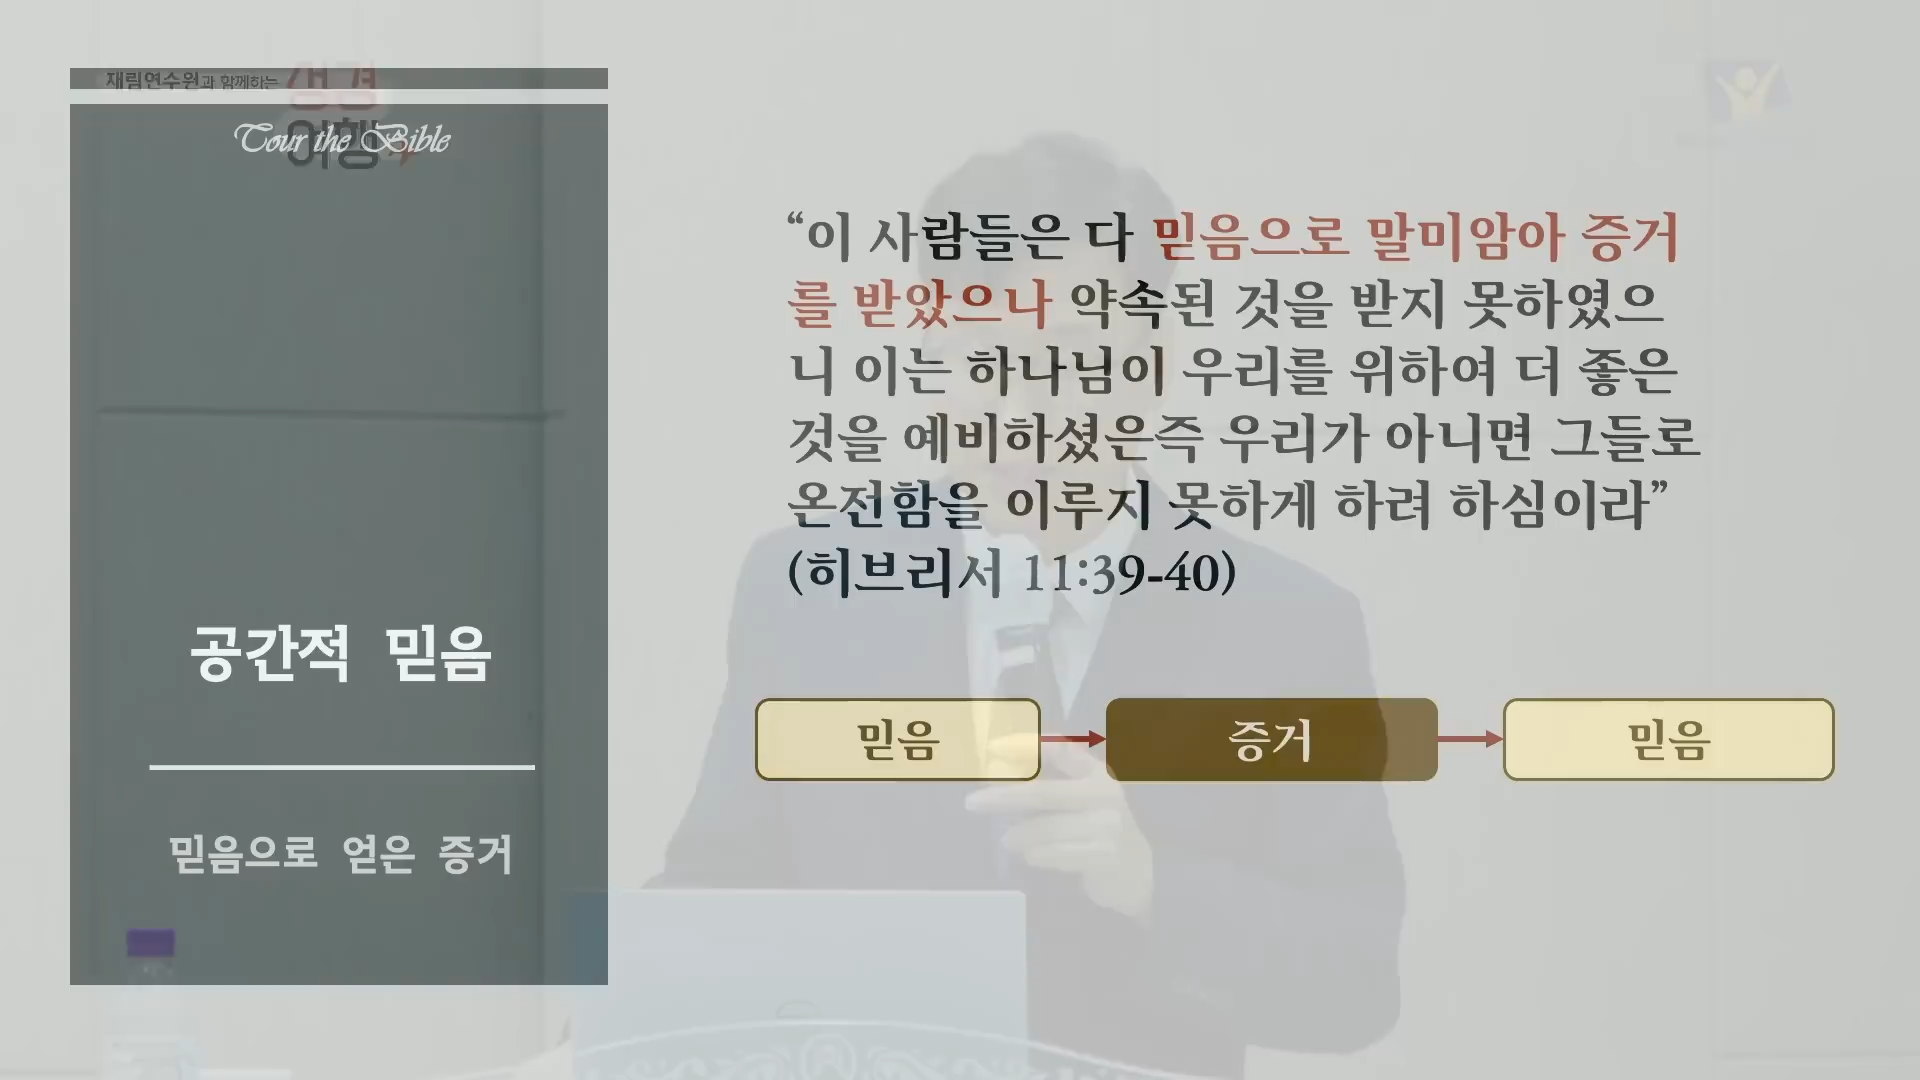 재림연수원과 함께하는
성경
여행
Tour the Bible
공간적 믿음
믿음으로 얻은 증거
“이 사람들은 다 믿음으로 말미암아 증거
를 받았으나 약속된 것을 받지 못하였으
니 이는 하나님이 우리를 위하여 더 좋은
것을 예비하셨은즉 우리가 아니면 그들로
온전함을 이루지 못하게 하려 하심이라”
(히브리서 11:39-40)
믿음
증거
믿음